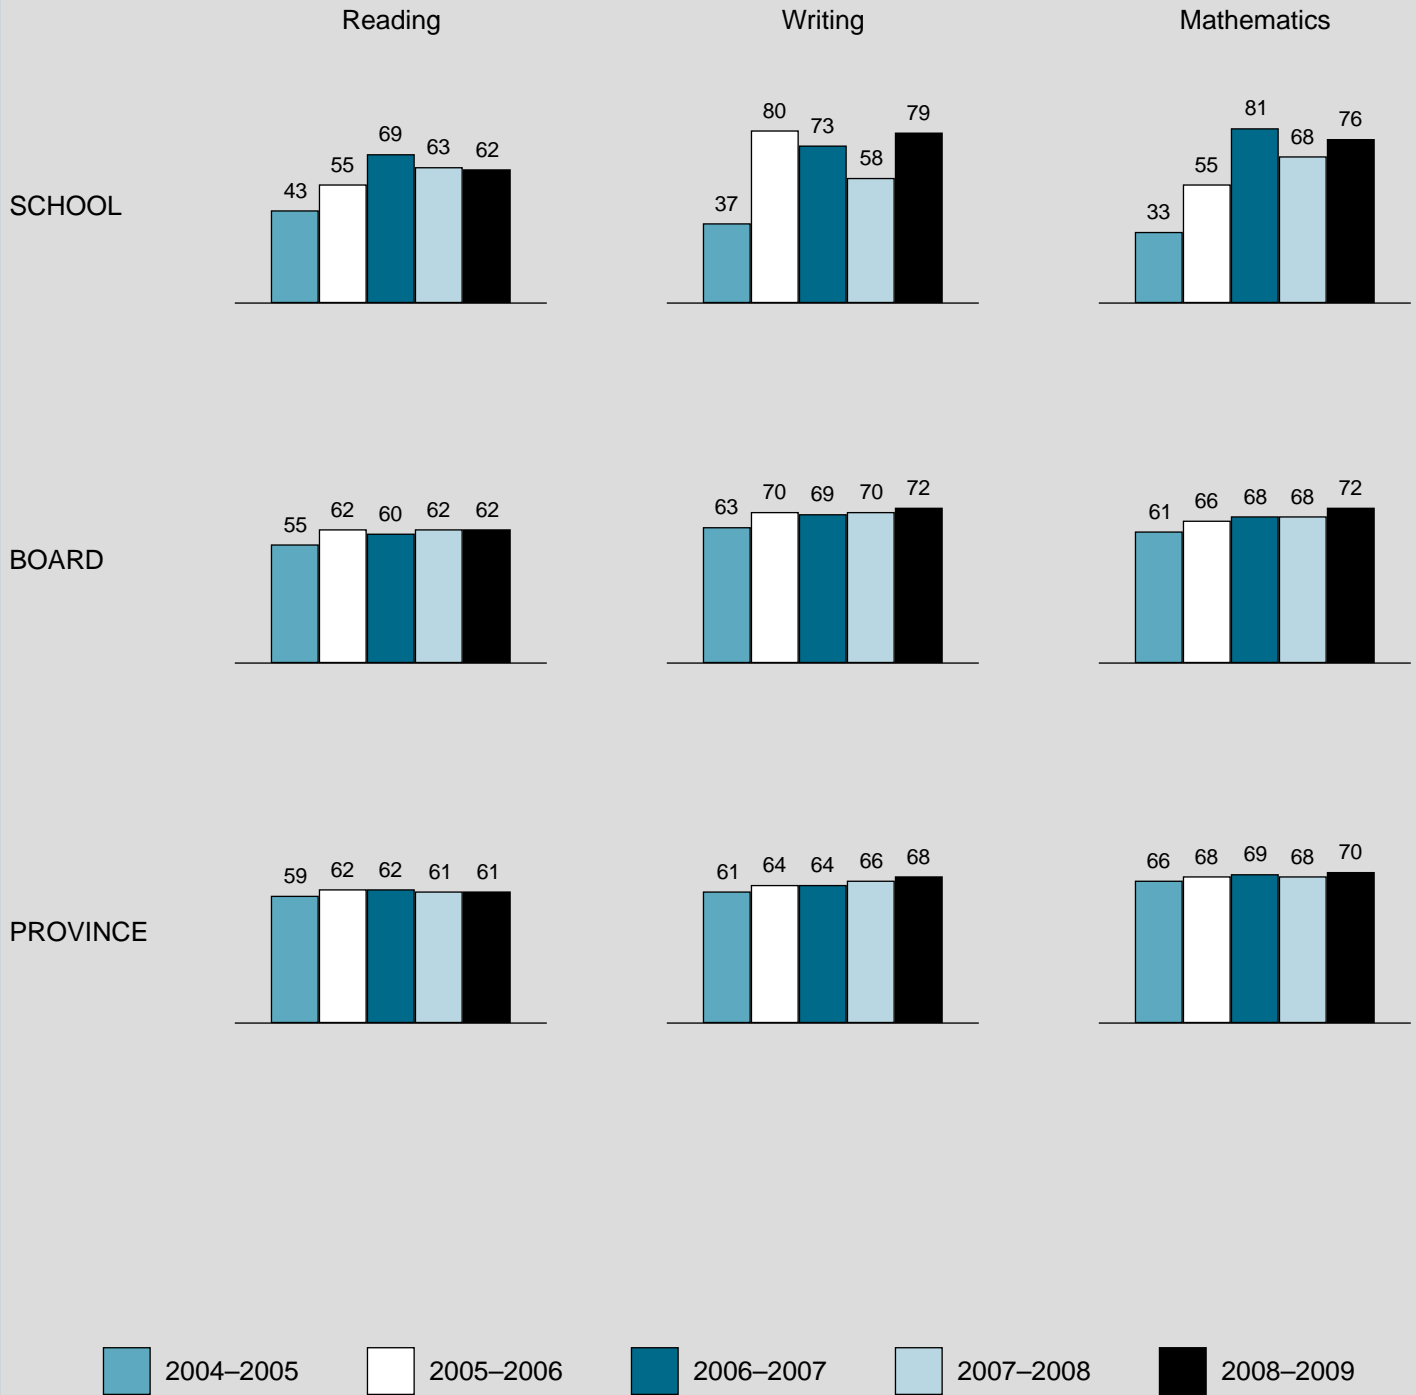 Reading Writing Mathematics
SCHOOL
43 55 69 63 62
37 80 73 58 79
33 55 81 68 76
BOARD
55 62 60 62 62
63 70 69 70 72
61 66 68 68 72
PROVINCE
59 62 62 61 61
61 64 64 66 68
66 68 69 68 70
2004–2005 2005–2006 2006–2007 2007–2008 2008–2009